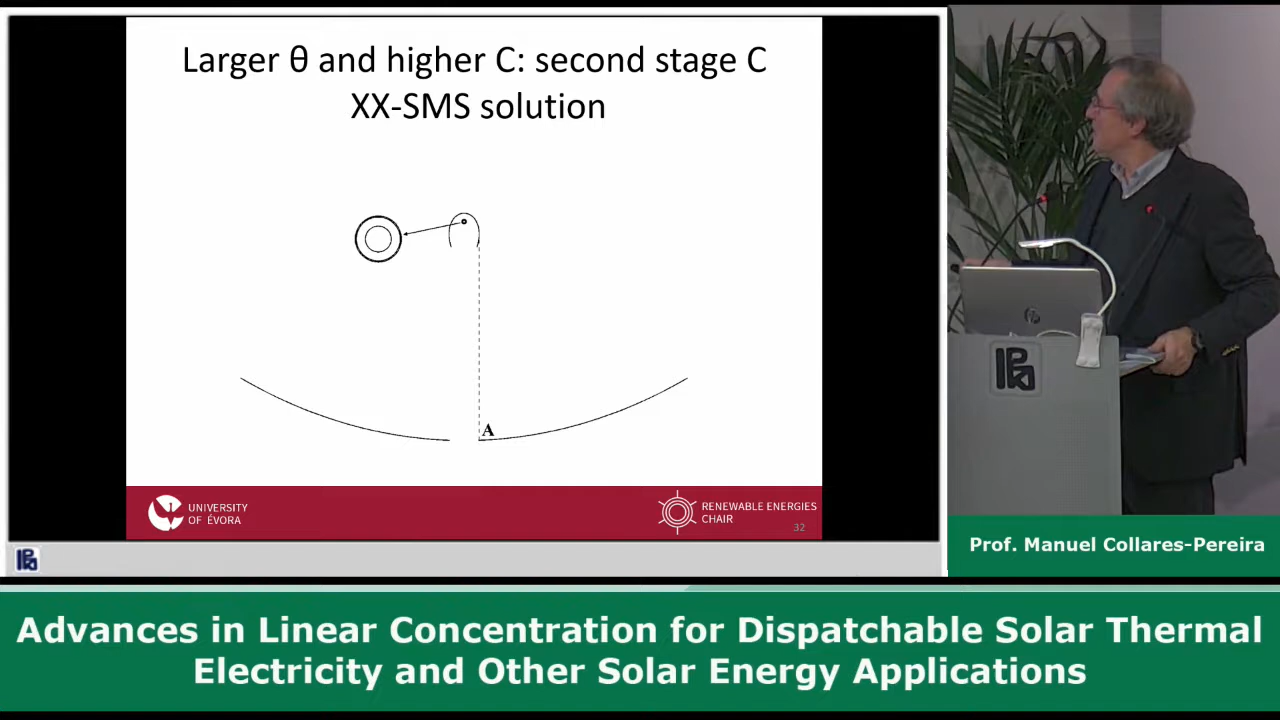 Larger θ and higher C: second stage C
XX-SMS solution
A
UNIVERSITY
OF ÉVORA
RENEWABLE ENERGIES
CHAIR
32
Prof. Manuel Collares-Pereira
Advances in Linear Concentration for Dispatchable Solar Thermal
Electricity and Other Solar Energy Applications